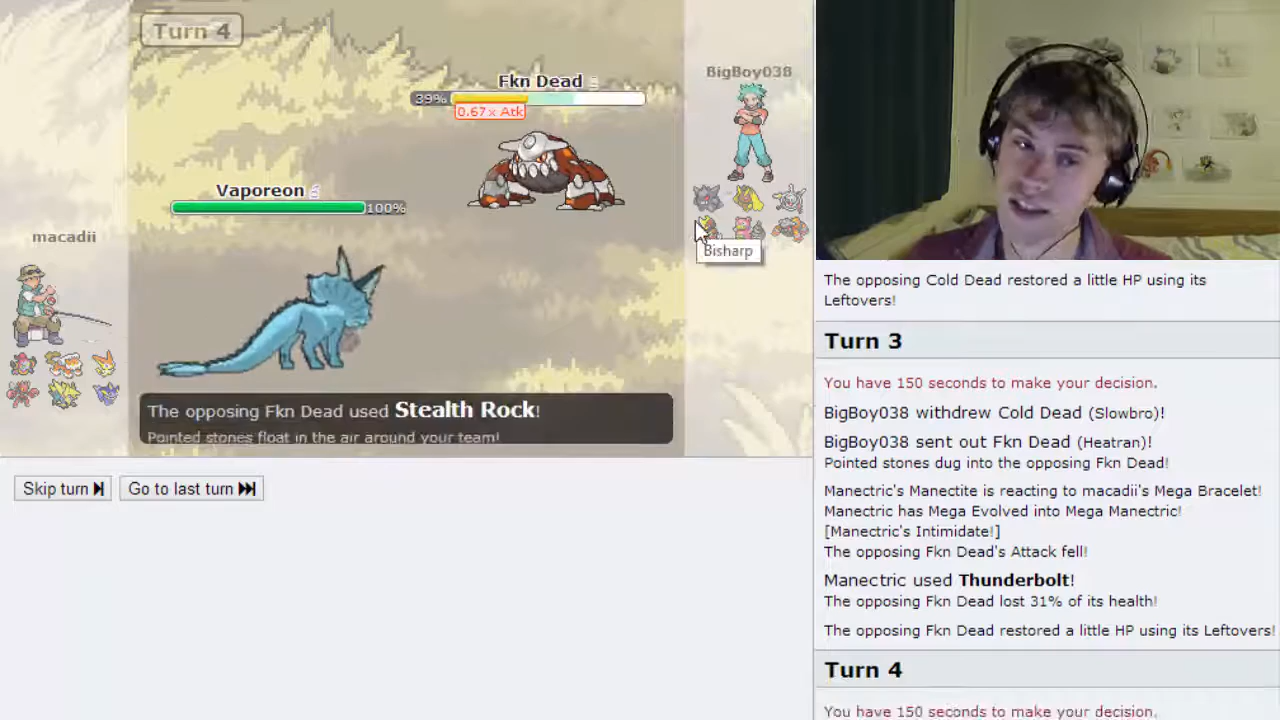 Turn 4
BigBoy038
Fkn Dead
39%
0.67x Atk
Vaporeon
100%
macadii
Bisharp
The opposing Fkn Dead used Stealth Rock!
Pointed stones float in the air around your team!
Skip turn
Go to last turn
The opposing Cold Dead restored a little HP using its
Leftovers!
Turn 3
You have 150 seconds to make your decision.
BigBoy038 withdrew Cold Dead (Slowbro)!
BigBoy038 sent out Fkn Dead (Heatran)!
Pointed stones dug into the opposing Fkn Dead!
Manectric's Manectite is reacting to macadii's Mega Bracelet!
Manectric has Mega Evolved into Mega Manectric!
[Manectric's Intimidate!]
The opposing Fkn Dead's Attack fell!
Manectric used Thunderbolt!
The opposing Fkn Dead lost 31% of its health!
The opposing Fkn Dead restored a little HP using its Leftovers!
Turn 4
You have 150 seconds to make your decision.